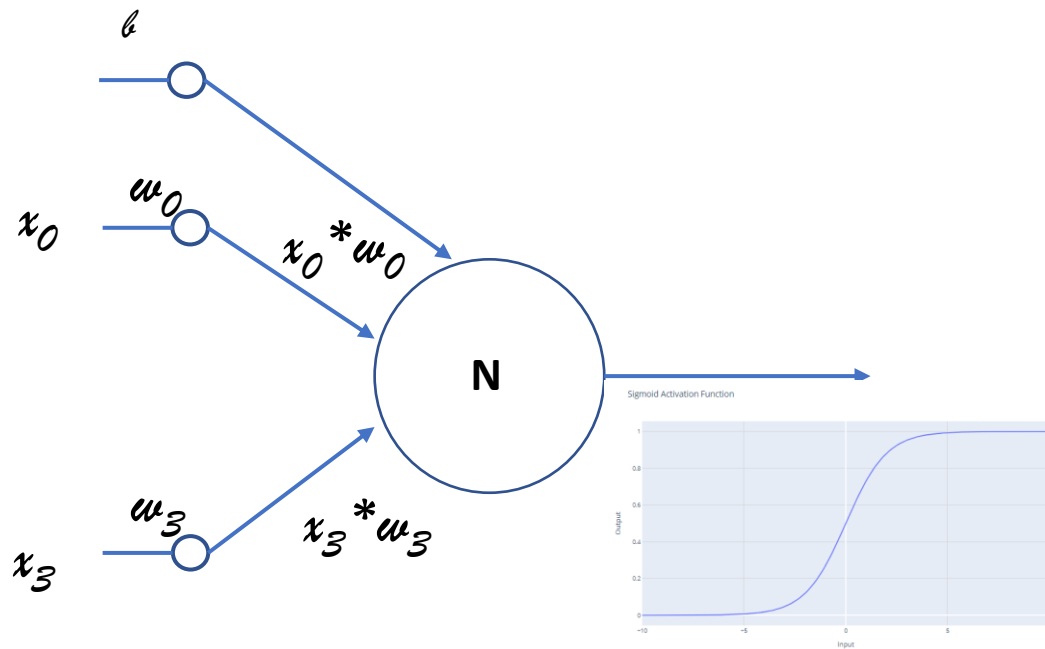 b
w₀
x₀
x₀*w₀
N
Sigmoid Activation Function
1
0.8
0.6
0.4
0.2
0
Output
−10
−5
0
5
Input
w₃
x₃*w₃
x₃